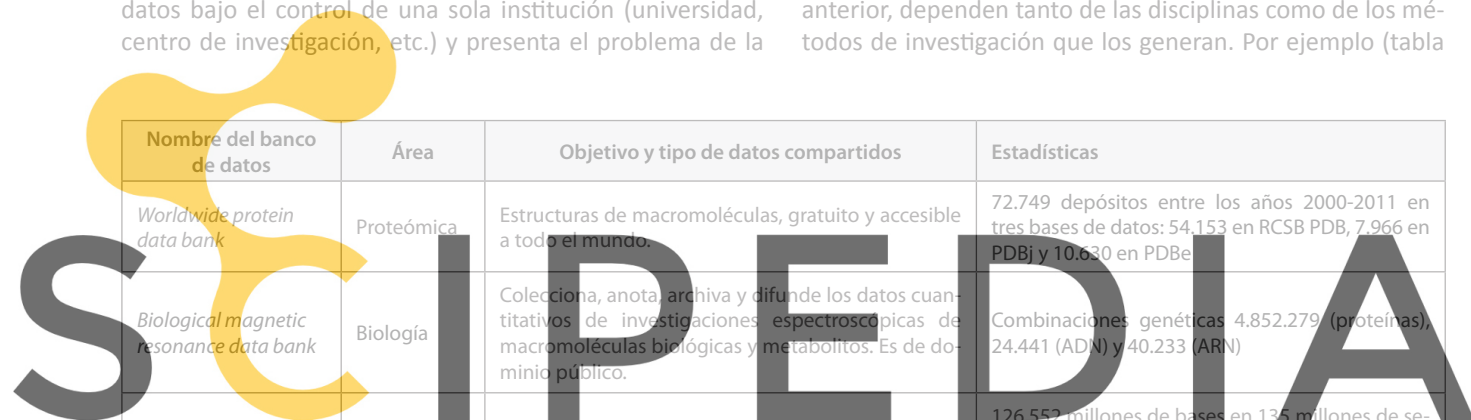 datos bajo el control de una sola institución (universidad,
centro de investigación, etc.) y presenta el problema de la
anterior, dependen tanto de las disciplinas como de los mé-
todos de investigación que los generan. Por ejemplo (tabla
Nombre del banco
de datos
Área
Objetivo y tipo de datos compartidos
Estadísticas
Worldwide protein
data bank
Proteómica
Estructuras de macromoléculas, gratuito y accesible
a todo el mundo.
72.749 depósitos entre los años 2000-2011 en
tres bases de datos: 54.153 en RCSB PDB, 7.966 en
PDBj y 10.630 en PDBe
Biological magnetic
resonance data bank
Biología
Colecciona, anota, archiva y difunde los datos cuan-
titativos de investigaciones espectroscópicas de
macromoléculas biológicas y metabolitos. Es de do-
minio público.
Combinaciones genéticas 4.852.279 (proteínas),
24.441 (ADN) y 40.233 (ARN)
126.552 millones de bases en 135 millones de se-
SCIPEDIA